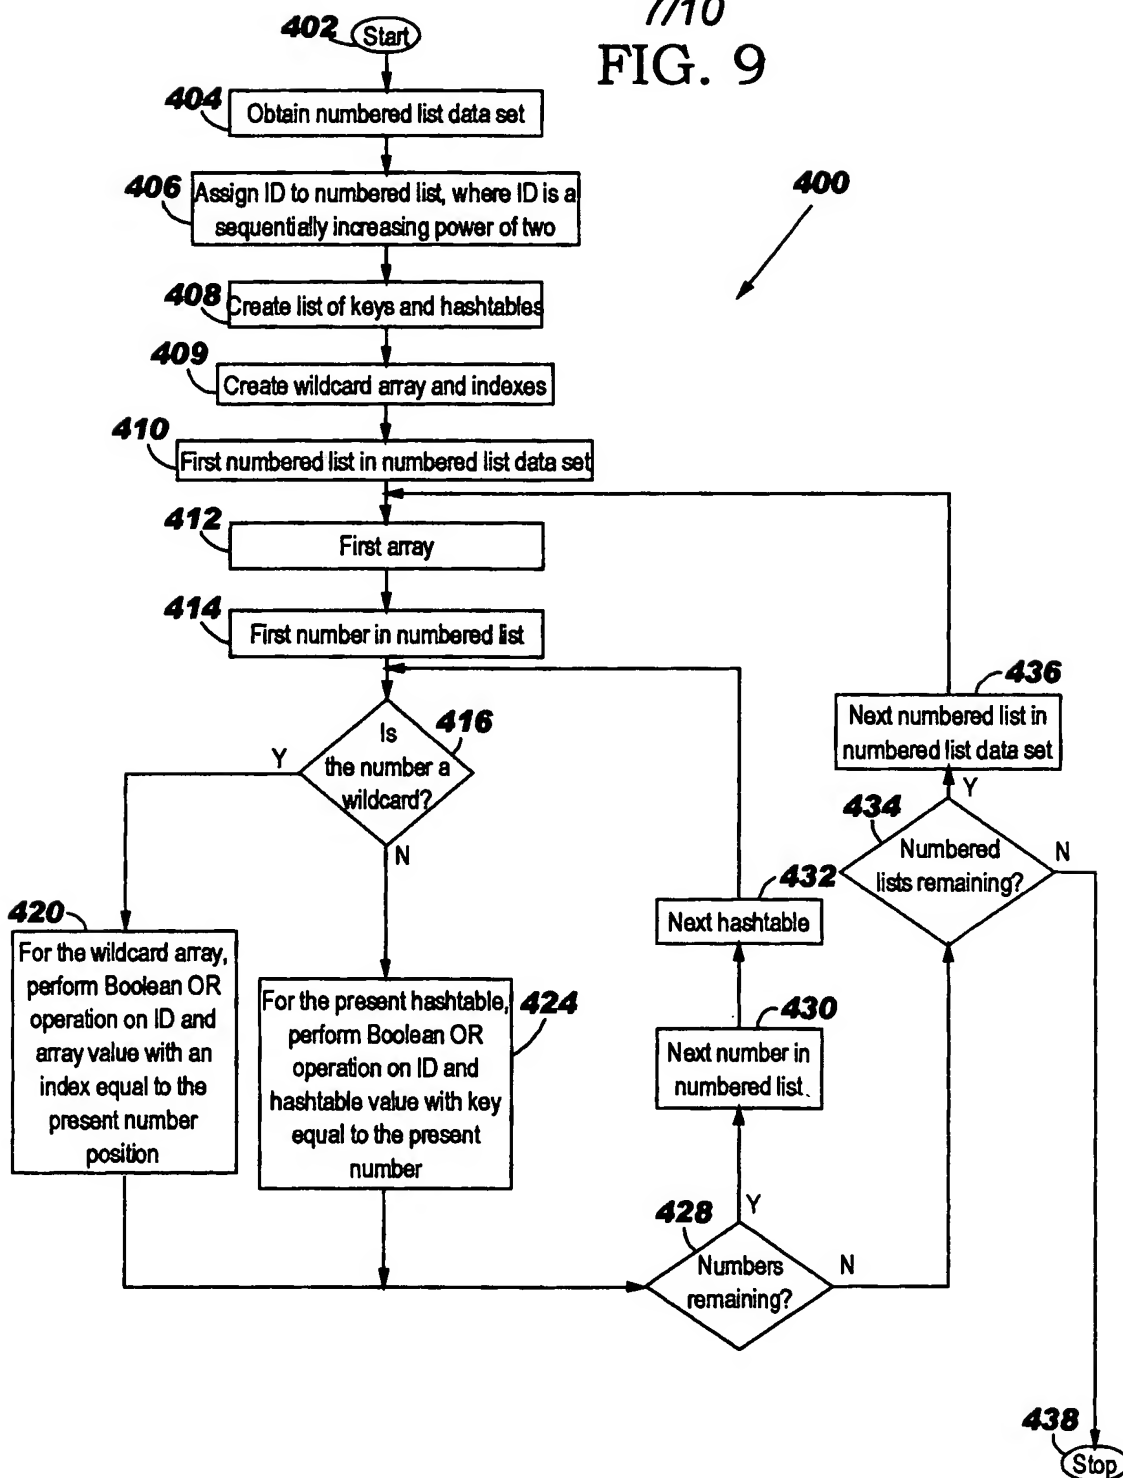 7/10
FIG. 9
402
Start
404
Obtain numbered list data set
406
Assign ID to numbered list, where ID is a
sequentially increasing power of two
400
408
Create list of keys and hashtables
409
Create wildcard array and indexes
410
First numbered list in numbered list data set
412
First array
414
First number in numbered list
416
Is
the number a
wildcard?
Y
N
420
For the wildcard array,
perform Boolean OR
operation on ID and
array value with an
index equal to the
present number
position
424
For the present hashtable,
perform Boolean OR
operation on ID and
hashtable value with key
equal to the present
number
428
Numbers
remaining?
Y
N
430
Next number in
numbered list.
432
Next hashtable
434
Numbered
lists remaining?
Y
N
436
Next numbered list in
numbered list data set
438
Stop